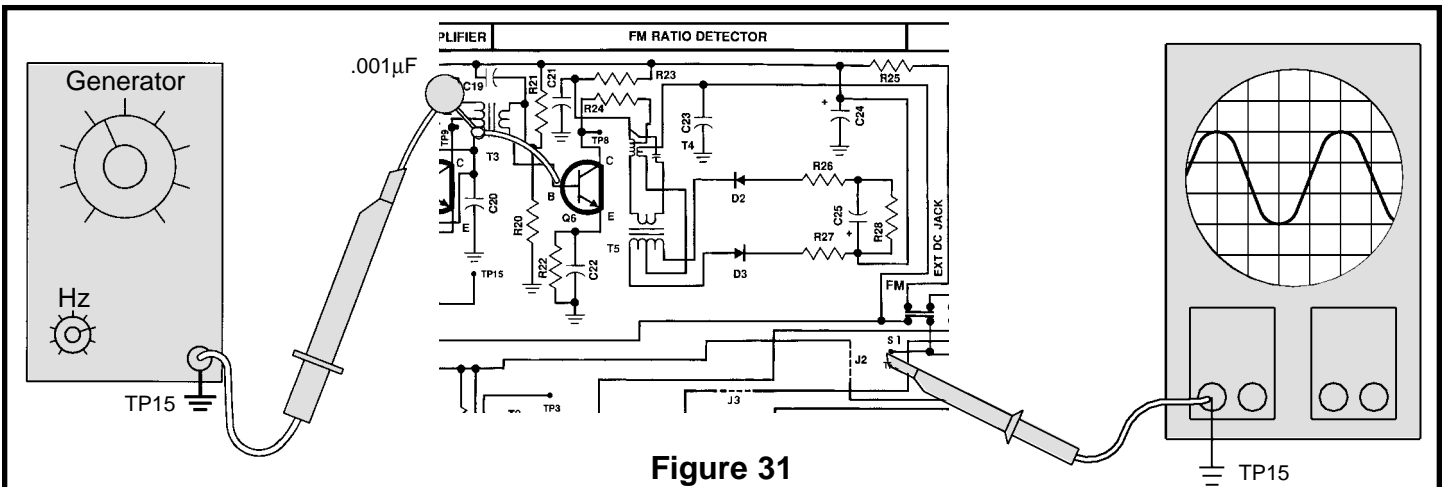 PLIFIER
FM RATIO DETECTOR
Generator
.001µF
C19
R21
C21
R23
R24
R25
TP9
T3
TP8
C23
T4
C24
C
C
B
Q6
E
C20
E
R20
D2
R26
C25
R28
T5
R22
C22
D3
R27
EXT DC JACK
TP15
FM
Hz
S1
J2
TP3
J3
TP15
Figure 31
TP15
+
+